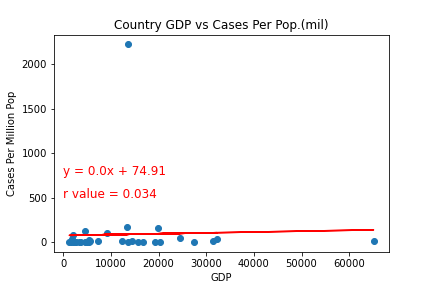 Country GDP vs Cases Per Pop.(mil)
2000
1500
1000
500
0
Cases Per Million Pop
y = 0.0x + 74.91
r value = 0.034
0 10000 20000 30000 40000 50000 60000
GDP